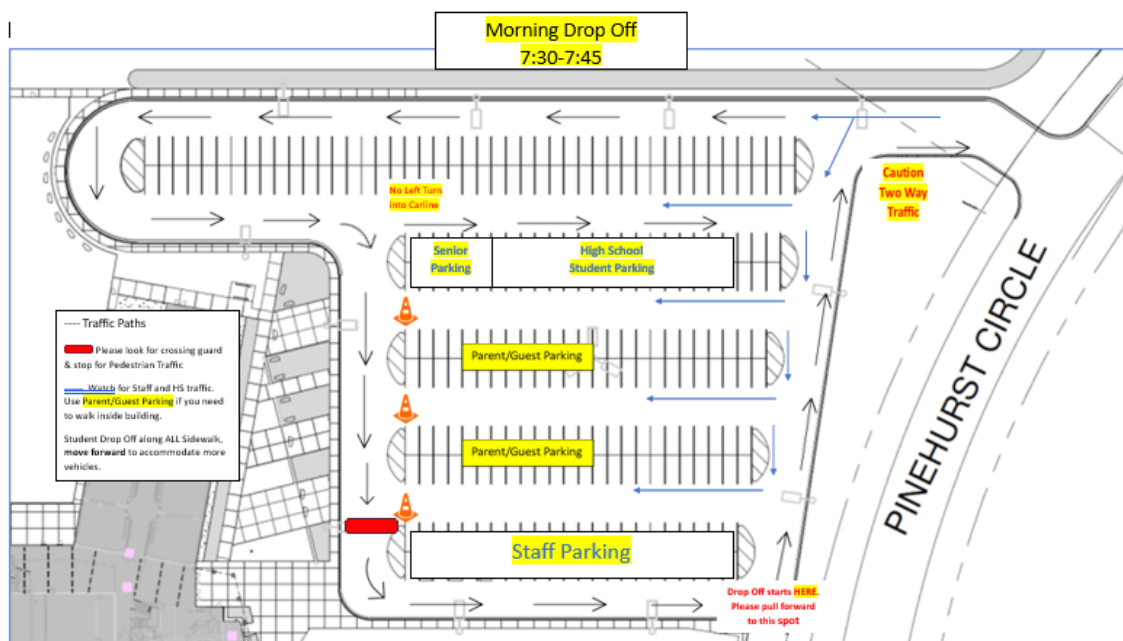 Morning Drop Off
7:30-7:45
Caution
Two Way
Traffic
No Left Turn
into Carline
Senior
Parking
High School
Student Parking
---- Traffic Paths
Please look for crossing guard
& stop for Pedestrian Traffic
Watch for Staff and HS traffic.
Use Parent/Guest Parking if you need
to walk inside building.
Student Drop Off along ALL Sidewalk,
move forward to accommodate more
vehicles.
Parent/Guest Parking
Parent/Guest Parking
PINEHURST CIRCLE
Staff Parking
Drop Off starts HERE.
Please pull forward
to this spot